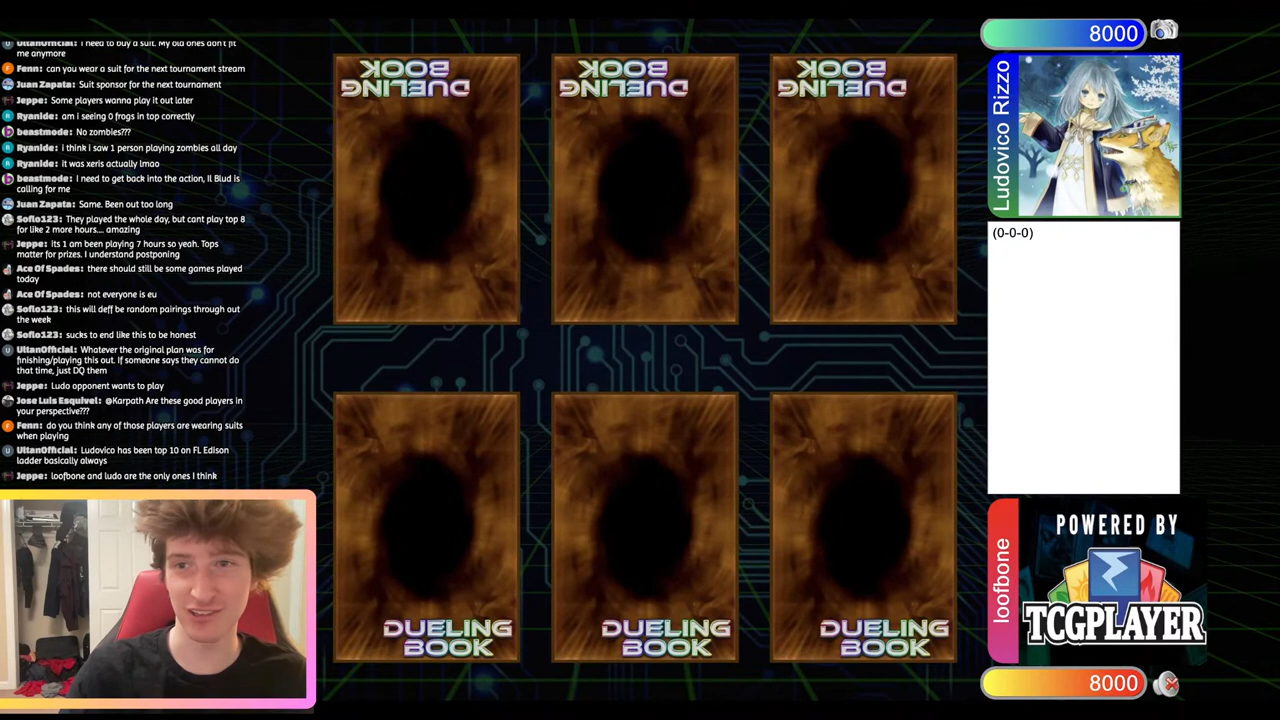 UltanOfficial: I need to buy a suit. My old ones don't fit
me anymore
Fenn: can you wear a suit for the next tournament stream
Juan Zapata: Suit sponsor for the next tournament
Jeppe: Some players wanna play it out later
Ryanide: am i seeing 0 frogs in top correctly
beastmode: No zombies???
Ryanide: i think i saw 1 person playing zombies all day
Ryanide: it was xeris actually lmao
beastmode: I need to get back into the action, Il Blud is
calling for me
Juan Zapata: Same. Been out too long
Soflo123: They played the whole day, but cant play top 8
for like 2 more hours.... amazing
Jeppe: its 1 am been playing 7 hours so yeah. Tops
matter for prizes. I understand postponing
Ace Of Spades: there should still be some games played
today
Ace Of Spades: not everyone is eu
Soflo123: this will deff be random pairings through out
the week
Soflo123: sucks to end like this to be honest
UltanOfficial: Whatever the original plan was for
finishing/playing this out. If someone says they cannot do
that time, just DQ them
Jeppe: Ludo opponent wants to play
Jose Luis Esquivel: @Karpath Are these good players in
your perspective???
Fenn: do you think any of those players are wearing suits
when playing
UltanOfficial: Ludovico has been top 10 on FL Edison
ladder basically always
Jeppe: loofbone and ludo are the only ones I think
DUELING
BOOK
DUELING
BOOK
DUELING
BOOK
DUELING
BOOK
DUELING
BOOK
DUELING
BOOK
8000
Ludovico Rizzo
(0-0-0)
loofbone
POWERED BY
TCGPLAYER
8000